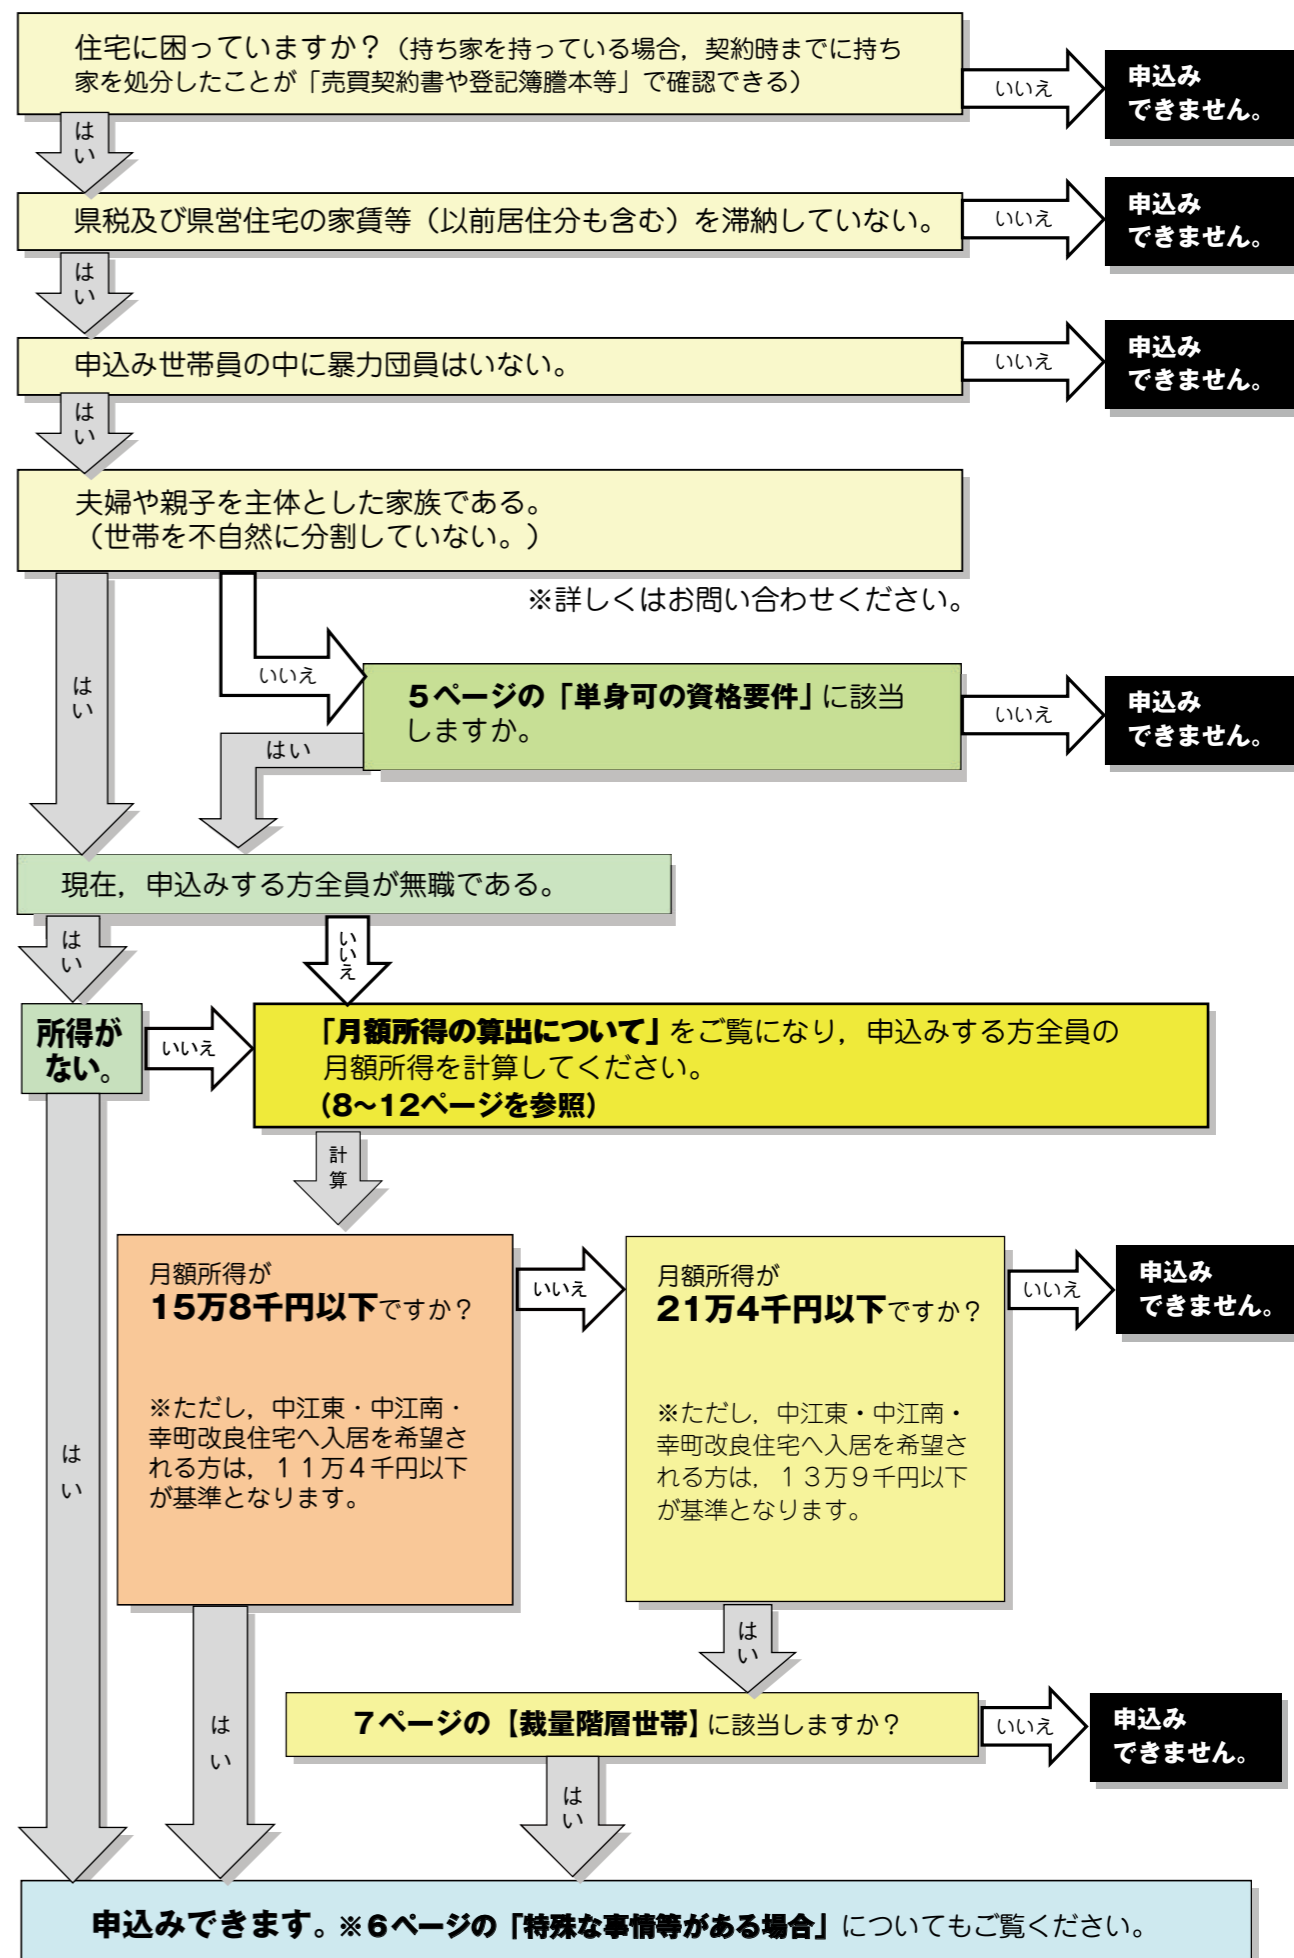 住宅に困っていますか？（持ち家を持っている場合，契約時までに持ち
家を処分したことが「売買契約書や登記簿謄本等」で確認できる）
いいえ
申込み
できません。
はい
県税及び県営住宅の家賃等（以前居住分も含む）を滞納していない。
いいえ
申込み
できません。
はい
申込み世帯員の中に暴力団員はいない。
いいえ
申込み
できません。
はい
夫婦や親子を主体とした家族である。
（世帯を不自然に分割していない。）
※詳しくはお問い合わせください。
はい
いいえ
５ページの「単身可の資格要件」に該当
しますか。
いいえ
申込み
できません。
はい
現在，申込みする方全員が無職である。
はい
いいえ
所得が
ない。
いいえ
「月額所得の算出について」をご覧になり，申込みする方全員の
月額所得を計算してください。
（8～12ページを参照）
計算
月額所得が
15万8千円以下ですか？
※ただし，中江東・中江南・
幸町改良住宅へ入居を希望さ
れる方は，１１万４千円以下
が基準となります。
いいえ
月額所得が
21万4千円以下ですか？
※ただし，中江東・中江南・
幸町改良住宅へ入居を希望さ
れる方は，１３万９千円以下
が基準となります。
いいえ
申込み
できません。
はい
はい
はい
７ページの【裁量階層世帯】に該当しますか？
いいえ
申込み
できません。
はい
申込みできます。※６ページの「特殊な事情等がある場合」についてもご覧ください。